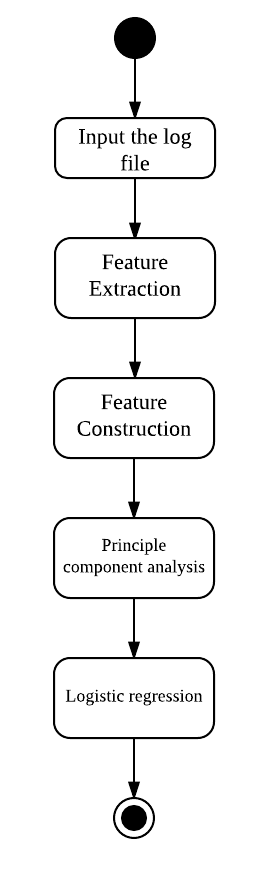 Input the log
file
Feature
Extraction
Feature
Construction
Principle
component analysis
Logistic regression